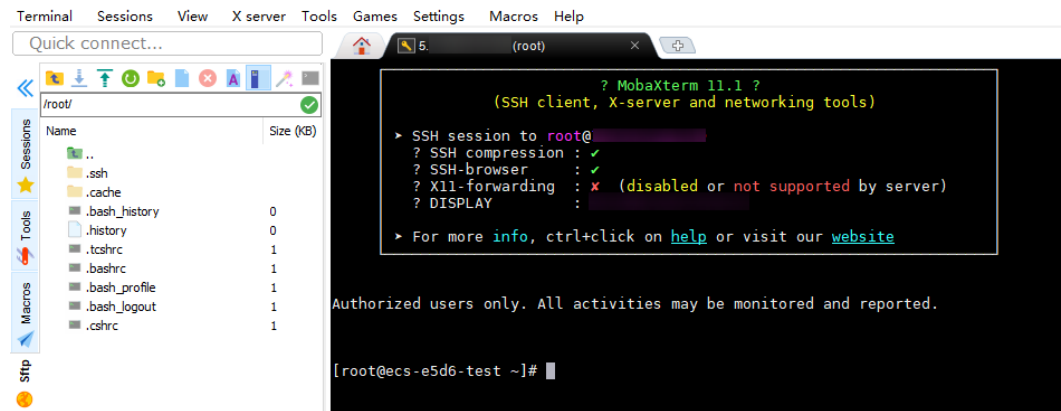 Terminal Sessions View X server Tools Games Settings Macros Help
Quick connect...
5. (root)
/root/
Name Size (KB)
..
.ssh
.cache
.bash_history 0
.history 0
.tcshrc 1
.bashrc 1
.bash_profile 1
.bash_logout 1
.cshrc 1
Sessions
Tools
Macros
Sftp
? MobaXterm 11.1 ?
(SSH client, X-server and networking tools)
➤ SSH session to root@
? SSH compression : ✔
? SSH-browser : ✔
? X11-forwarding : ✘ (disabled or not supported by server)
? DISPLAY :
➤ For more info, ctrl+click on help or visit our website
Authorized users only. All activities may be monitored and reported.
[root@ecs-e5d6-test ~]#